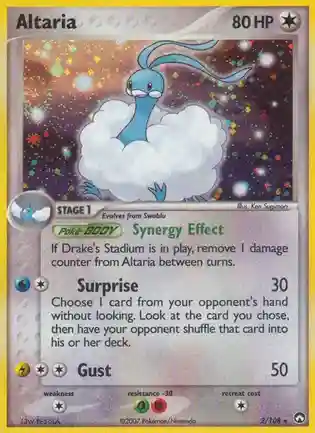 Altaria 80 HP
Illus. Ken Sugimori
STAGE 1
Evolves from Swablu
Poké-BODY Synergy Effect
If Drake's Stadium is in play, remove 1 damage
counter from Altaria between turns.
Surprise 30
Choose 1 card from your opponent's
hand without looking. Look at the card you chose,
then have your opponent shuffle that card into
his or her deck.
Gust 50
weakness resistance -30 retreat cost
©2007 Pokémon/Nintendo 2/108